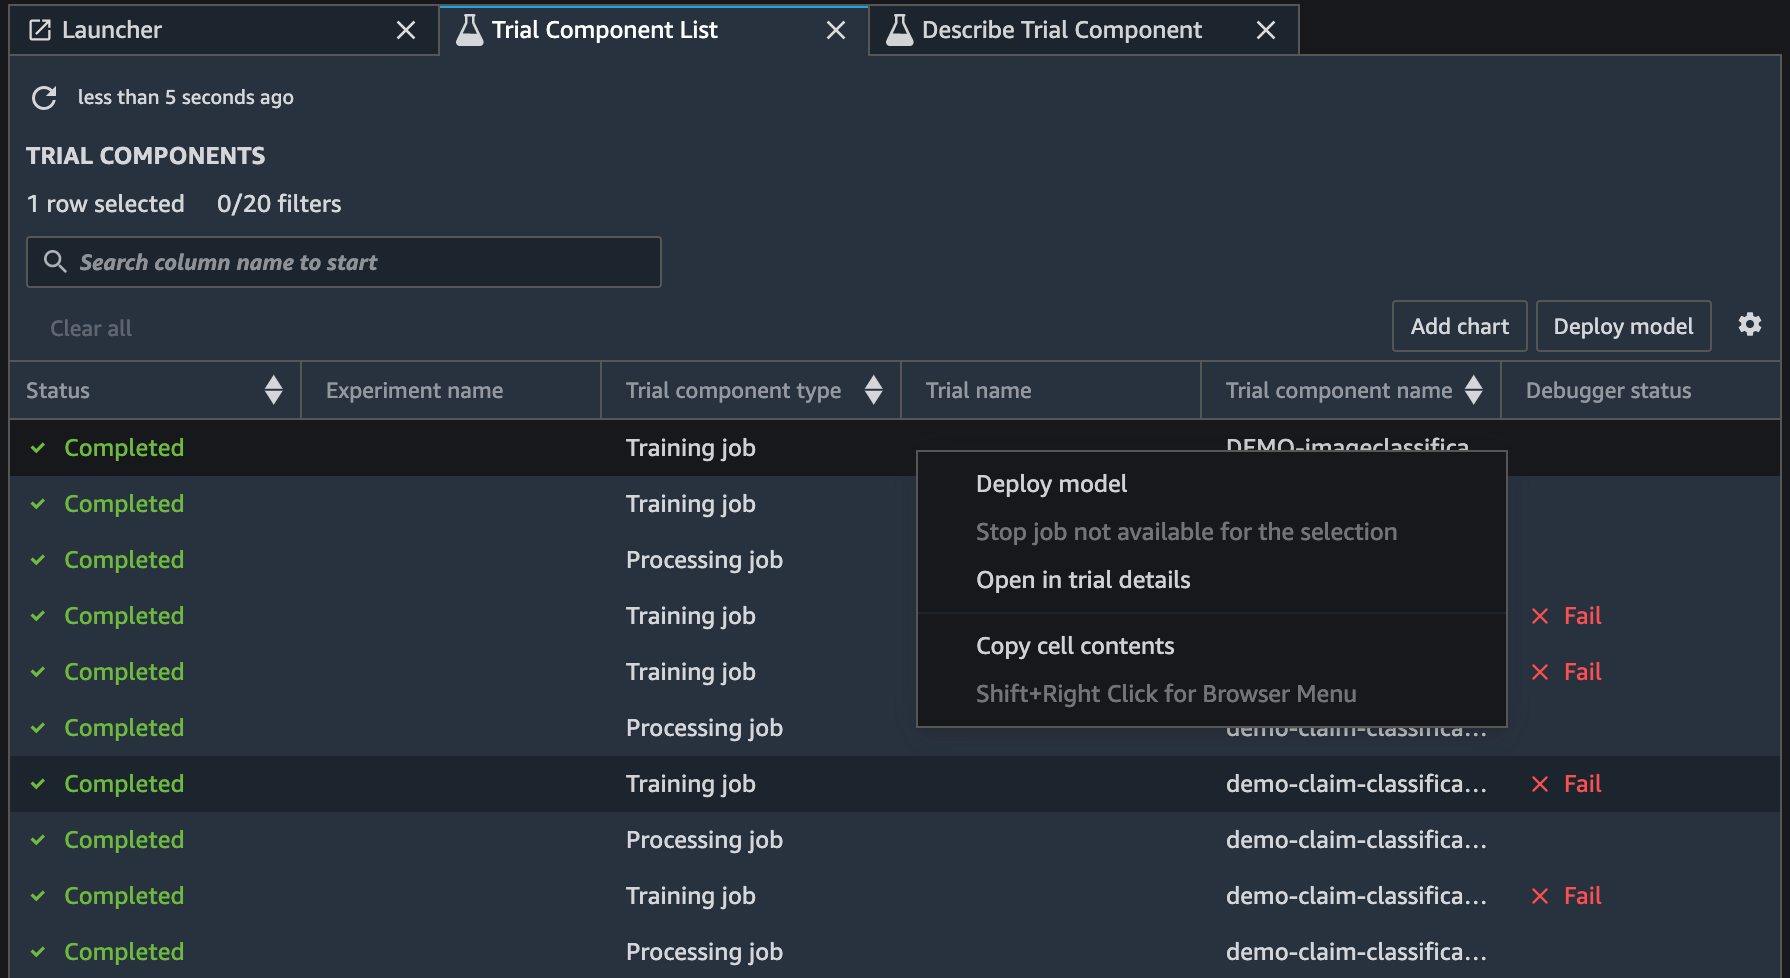 Launcher
Trial Component List
Describe Trial Component
less than 5 seconds ago
TRIAL COMPONENTS
1 row selected 0/20 filters
Search column name to start
Clear all
Add chart
Deploy model
Status Experiment name Trial component type Trial name Trial component name Debugger status
Completed Training job DEMO-imageclassifica
Completed Training job
Completed Processing job
Completed Training job Fail
Completed Training job Fail
Completed Processing job demo-claim-classifica...
Completed Training job demo-claim-classifica... Fail
Completed Processing job demo-claim-classifica...
Completed Training job demo-claim-classifica... Fail
Completed Processing job demo-claim-classifica...
Deploy model
Stop job not available for the selection
Open in trial details
Copy cell contents
Shift+Right Click for Browser Menu